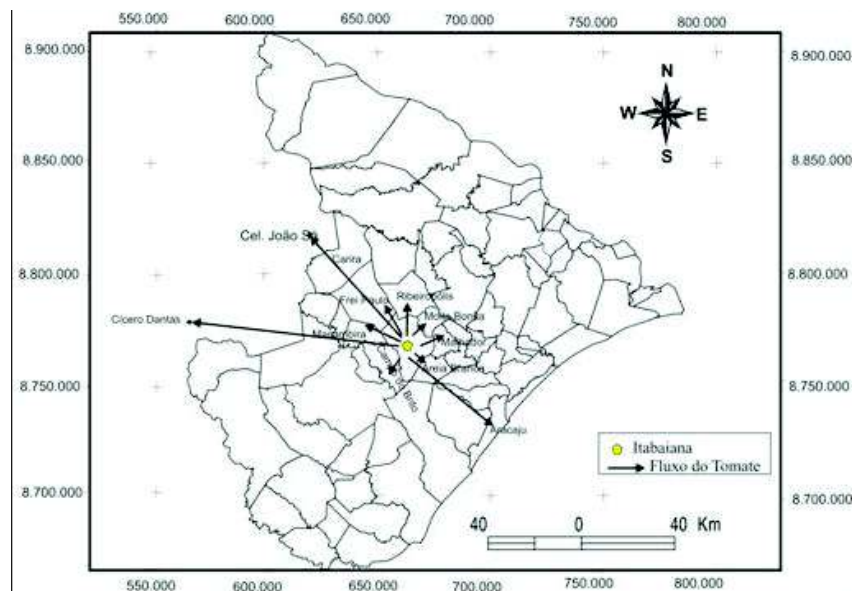 550.000 600.000 650.000 700.000 750.000 800.000
8.900.000 8.900.000
N
W E
S
8.850.000 8.850.000
Cel. João Sá
Carira
8.800.000 8.800.000
Frei Paulo Ribeirópolis
Cícero Dantas Moita Bonita
Macambira Malhador
Areia Branca
Campo do Brito
8.750.000 8.750.000
Aracaju
Itabaiana
Fluxo do Tomate
8.700.000 8.700.000
40 0 40 Km
550.000 600.000 650.000 700.000 750.000 800.000